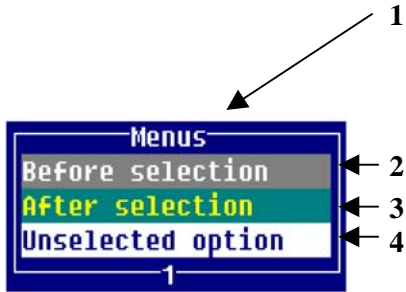 1
Menus
Before selection 2
After selection 3
Unselected option 4
1